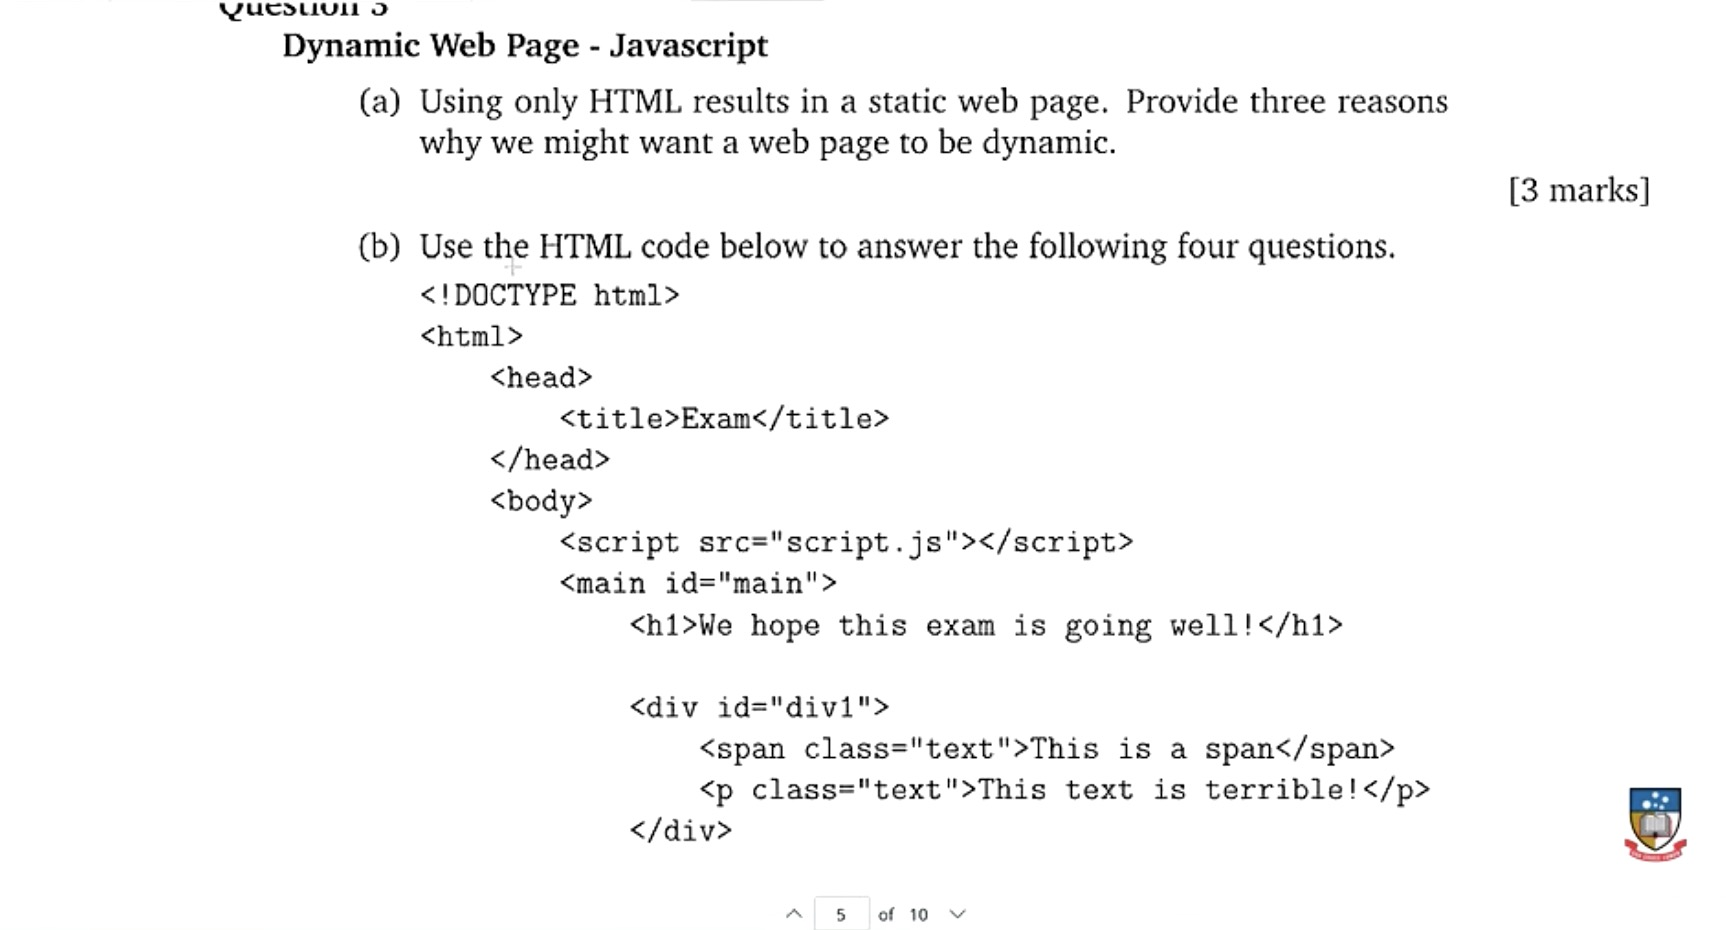 Question 3
Dynamic Web Page - Javascript
(a) Using only HTML results in a static web page. Provide three reasons
why we might want a web page to be dynamic.
[3 marks]
(b) Use the HTML code below to answer the following four questions.
<!DOCTYPE html>
<html>
<head>
<title>Exam</title>
</head>
<body>
<script src="script.js"></script>
<main id="main">
<h1>We hope this exam is going well!</h1>
<div id="div1">
<span class="text">This is a span</span>
<p class="text">This text is terrible!</p>
</div>
5 of 10